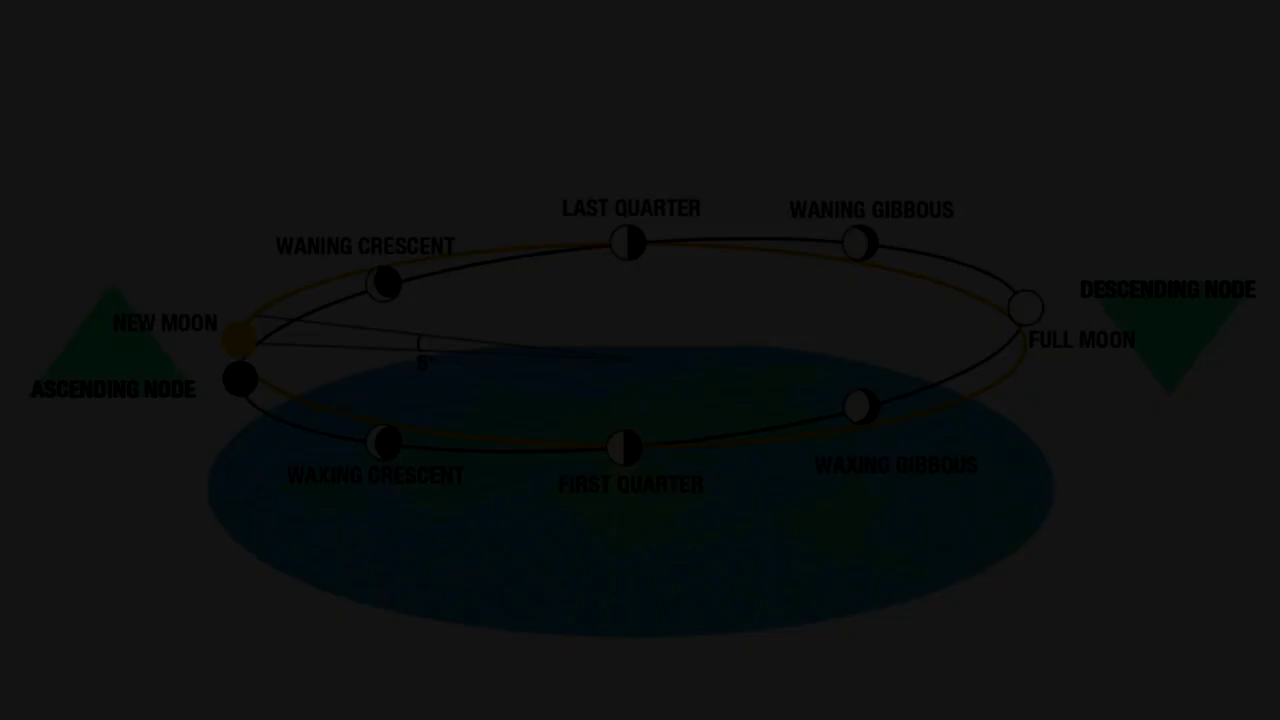 LAST QUARTER
WANING GIBBOUS
WANING CRESCENT
DESCENDING NODE
NEW MOON
FULL MOON
ASCENDING NODE
WAXING CRESCENT
FIRST QUARTER
WAXING GIBBOUS